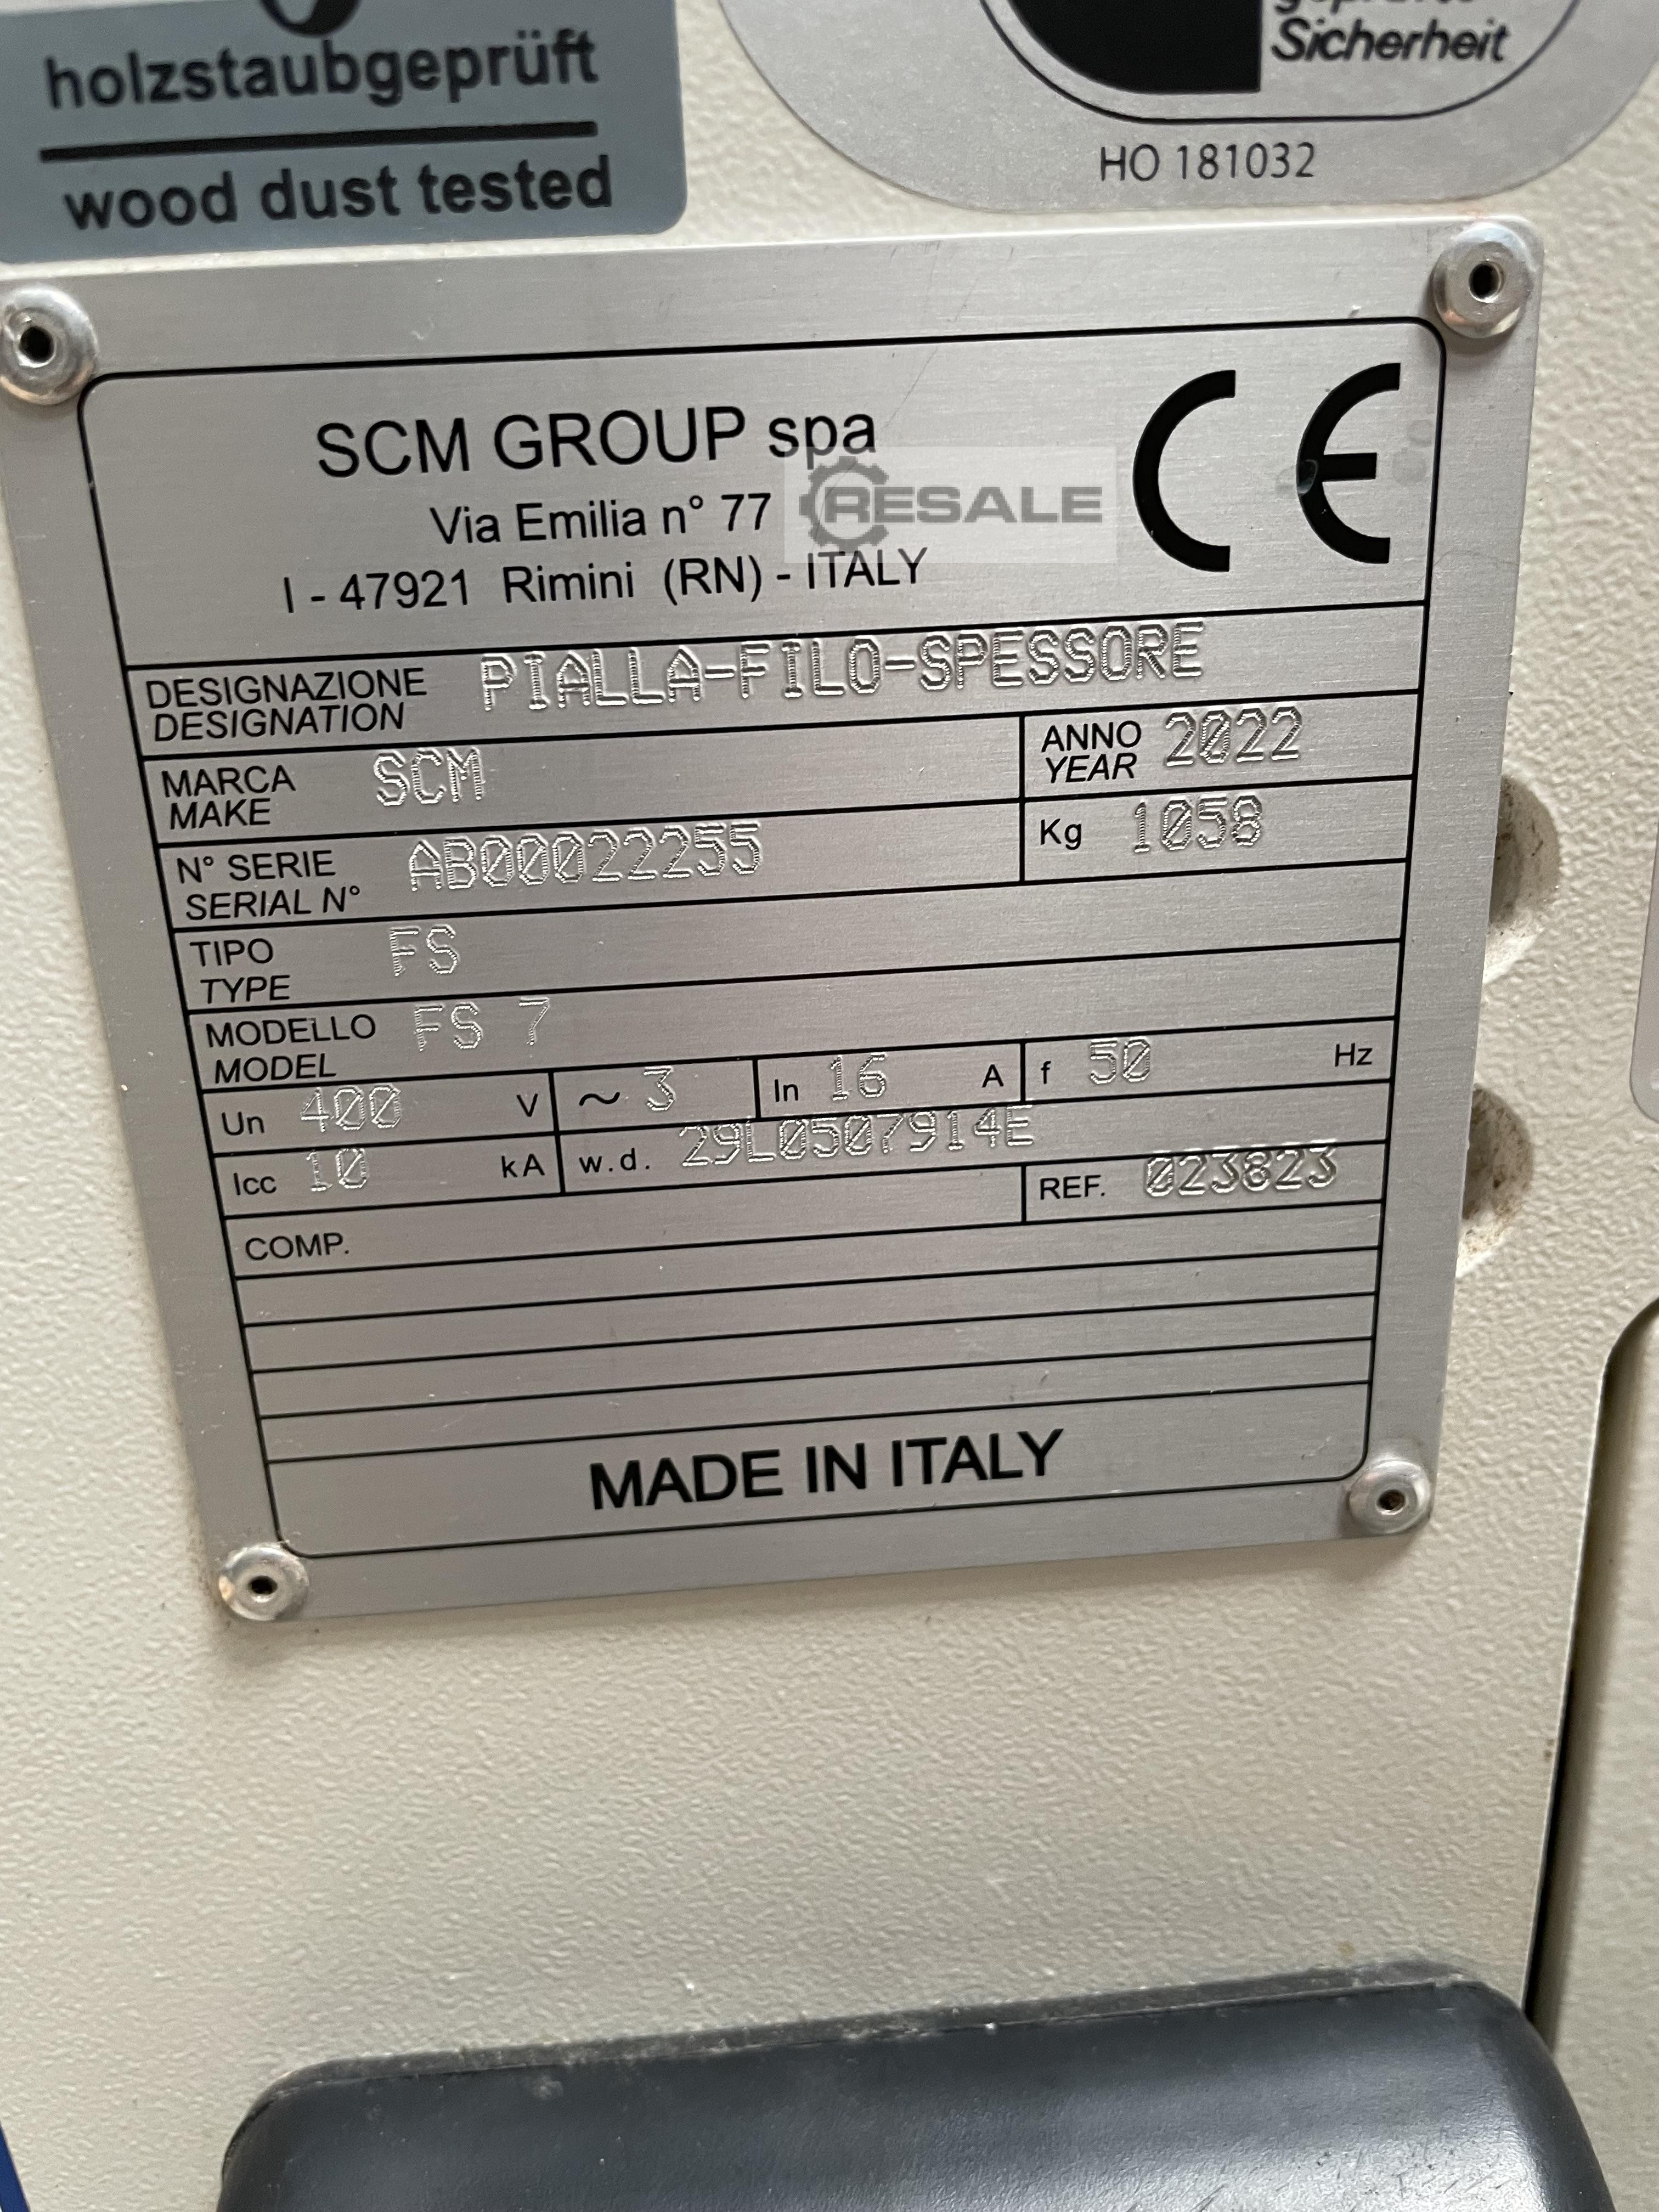 holzstaubgeprüft
wood dust tested
Sicherheit
HO 181032
SCM GROUP spa
Via Emilia n° 77
RESALE
I - 47921 Rimini (RN) - ITALY
CE
DESIGNAZIONE PIALLA-FILO-SPESSORE
DESIGNATION
MARCA SCM
MAKE
ANNO 2022
YEAR
N° SERIE AB00022255
SERIAL N°
Kg 1058
TIPO FS
TYPE
MODELLO FS 7
MODEL
Un 400 V ~ 3 In 16 A f 50 Hz
Icc 10 kA w.d. 29L0507914E
REF. 023823
COMP.
MADE IN ITALY